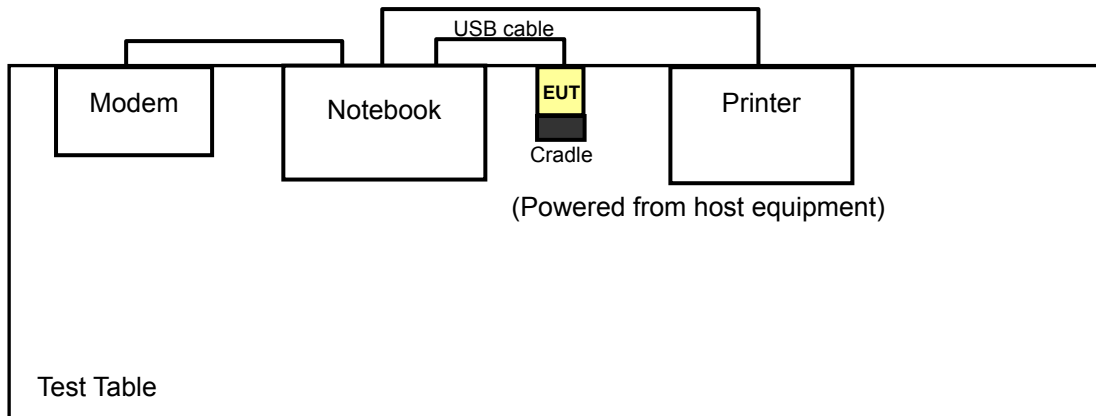 USB cable
Modem
Notebook
EUT
Printer
Cradle
(Powered from host equipment)
Test Table